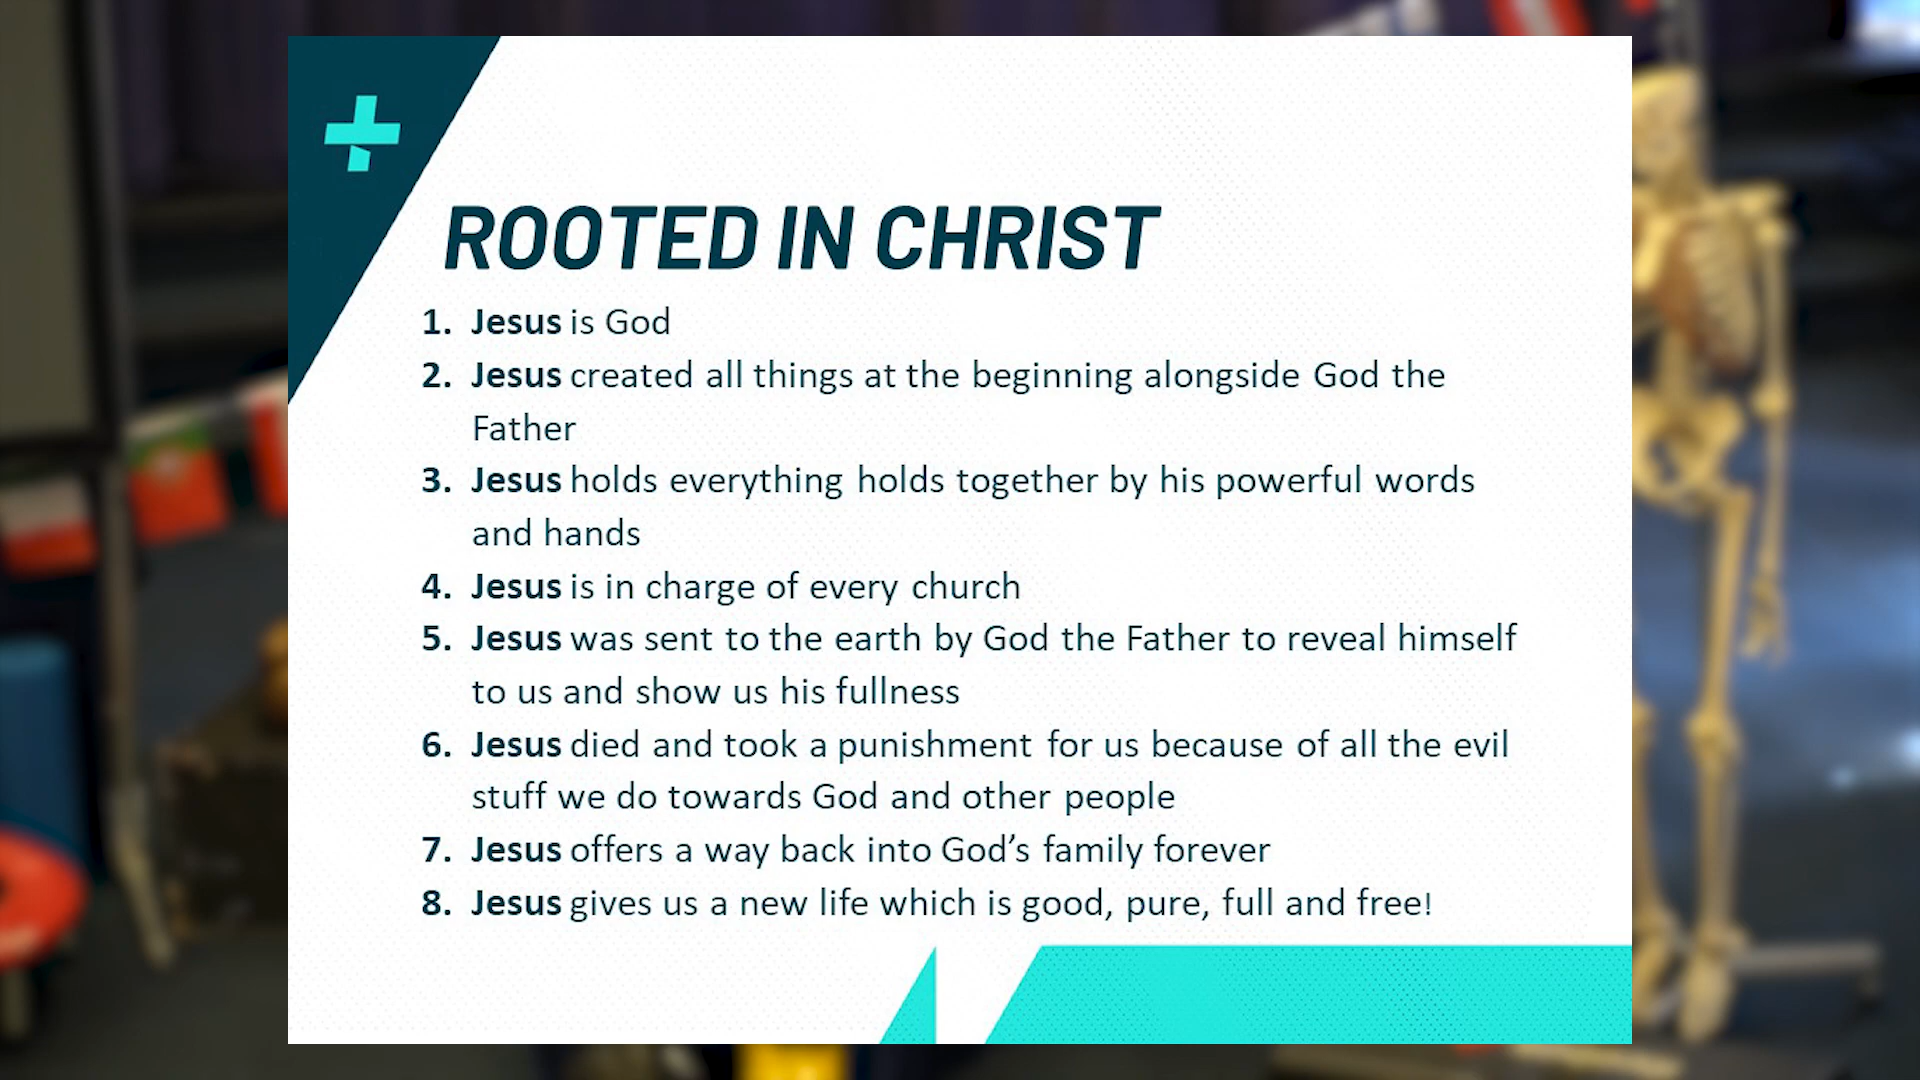 ROOTED IN CHRIST
1. Jesus is God
2. Jesus created all things at the beginning alongside God the
Father
3. Jesus holds everything holds together by his powerful words
and hands
4. Jesus is in charge of every church
5. Jesus was sent to the earth by God the Father to reveal himself
to us and show us his fullness
6. Jesus died and took a punishment for us because of all the evil
stuff we do towards God and other people
7. Jesus offers a way back into God’s family forever
8. Jesus gives us a new life which is good, pure, full and free!